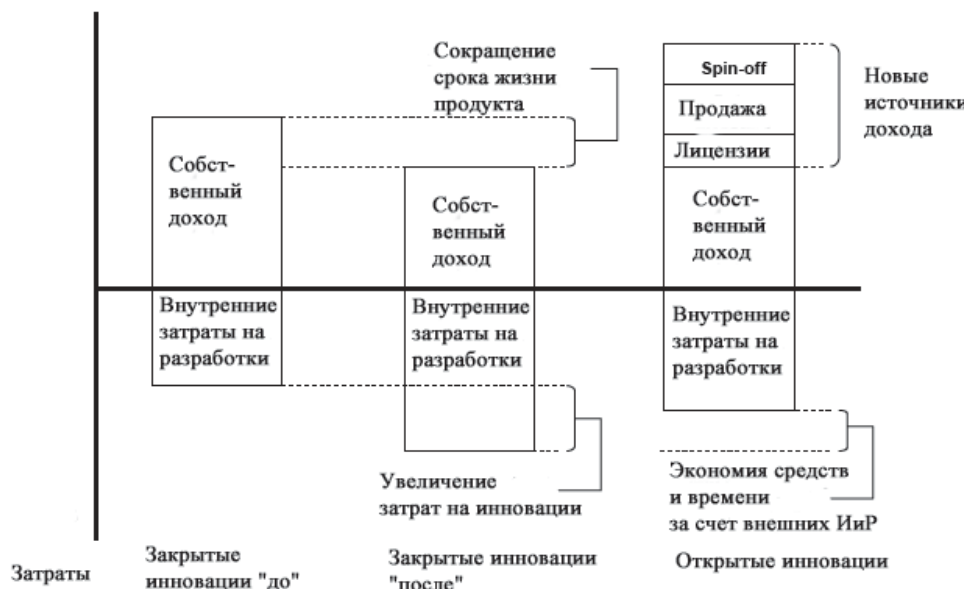 Сокращение
срока жизни
продукта
Spin-off
Продажа
Лицензии
Новые
источники
дохода
Собст-
венный
доход
Собст-
венный
доход
Собст-
венный
доход
Внутренние
затраты на
разработки
Внутренние
затраты на
разработки
Внутренние
затраты на
разработки
Увеличение
затрат на инновации
Экономия средств
и времени
за счет внешних ИиР
Затраты
Закрытые
инновации "до"
Закрытые инновации
"после"
Открытые инновации